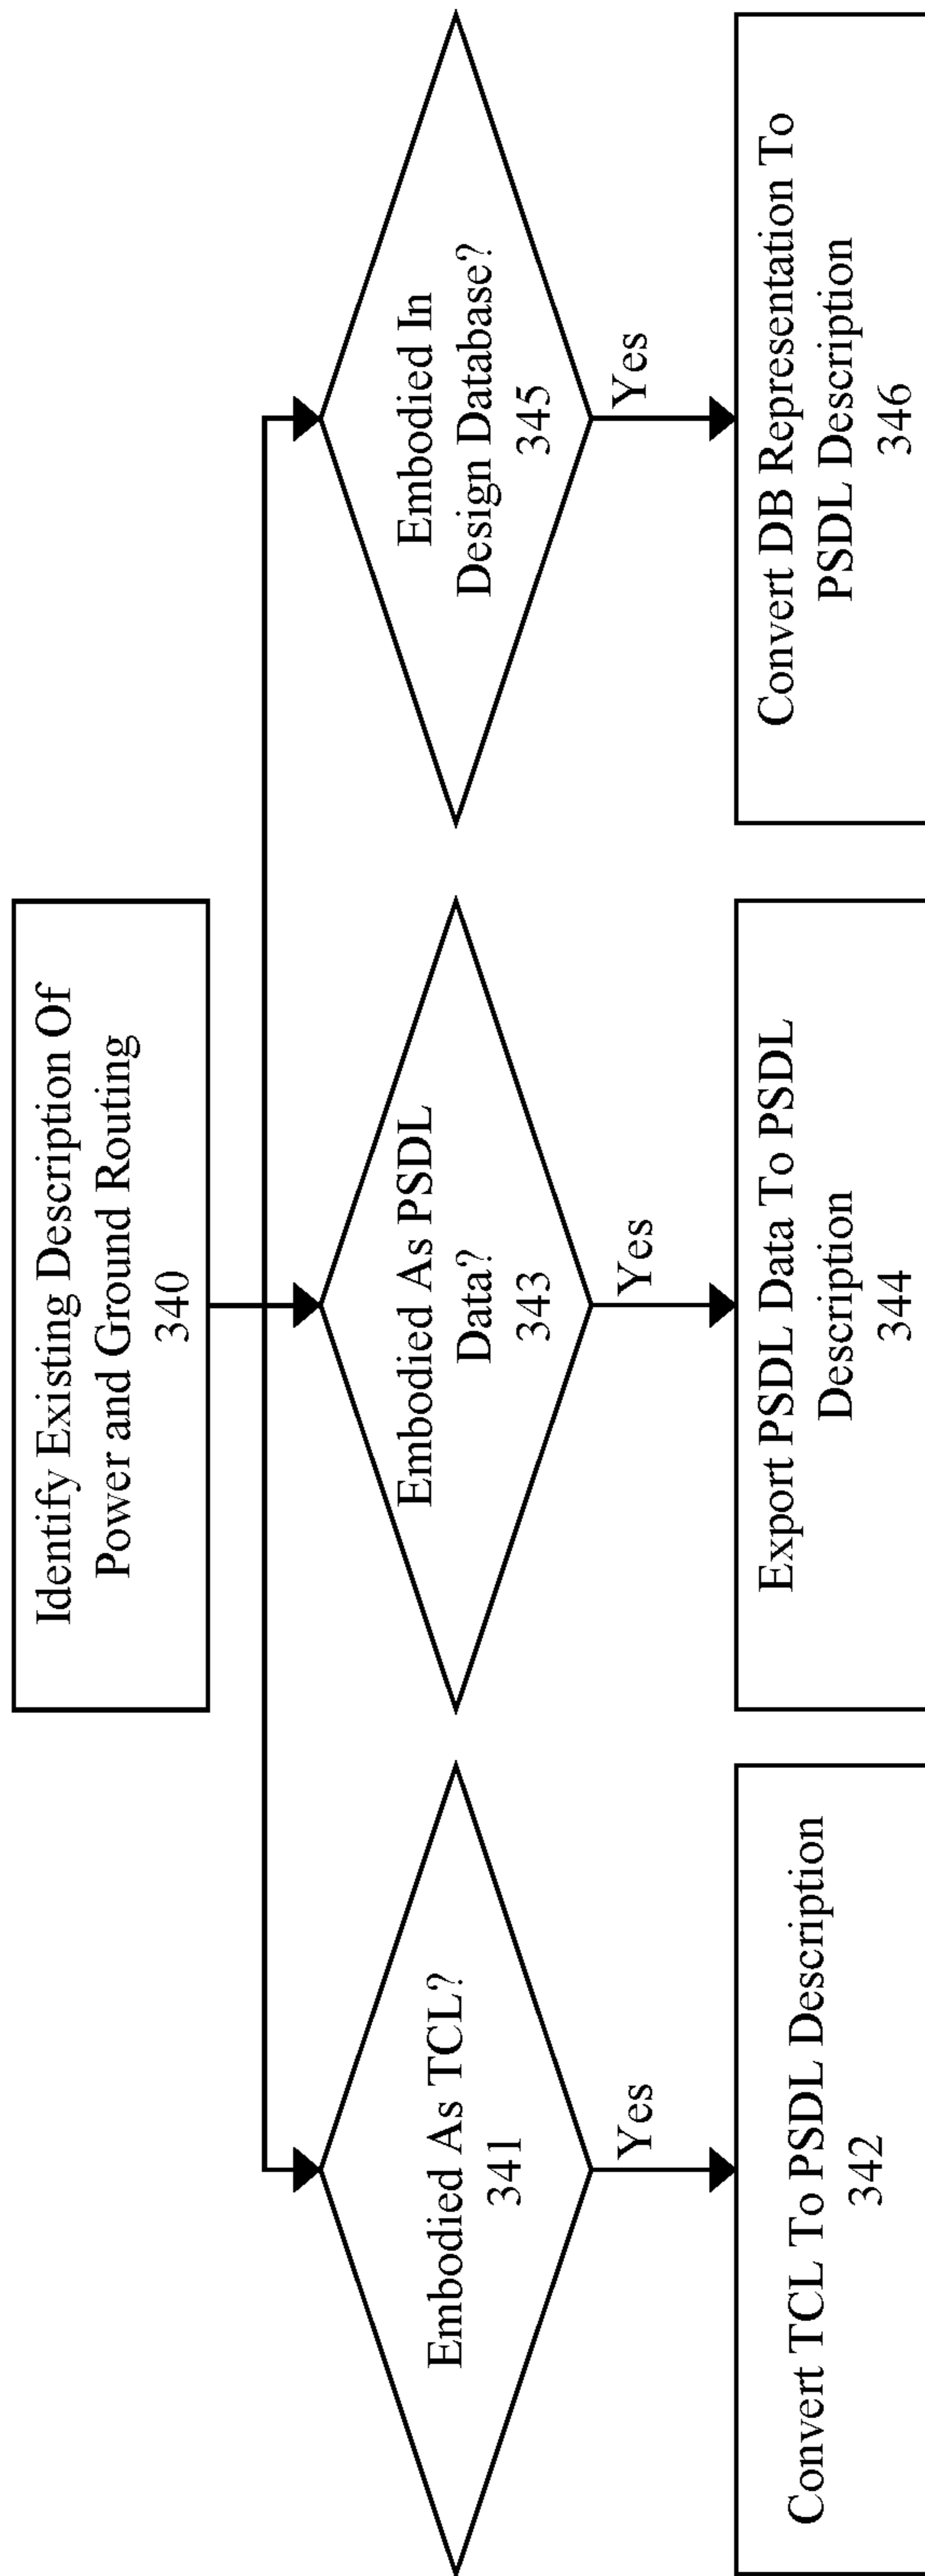 Identify Existing Description Of
Power and Ground Routing
340
Embodied As TCL?
341
Yes
Convert TCL To PSDL Description
342
Embodied As PSDL
Data?
343
Yes
Export PSDL Data To PSDL
Description
344
Embodied In
Design Database?
345
Yes
Convert DB Representation To
PSDL Description
346